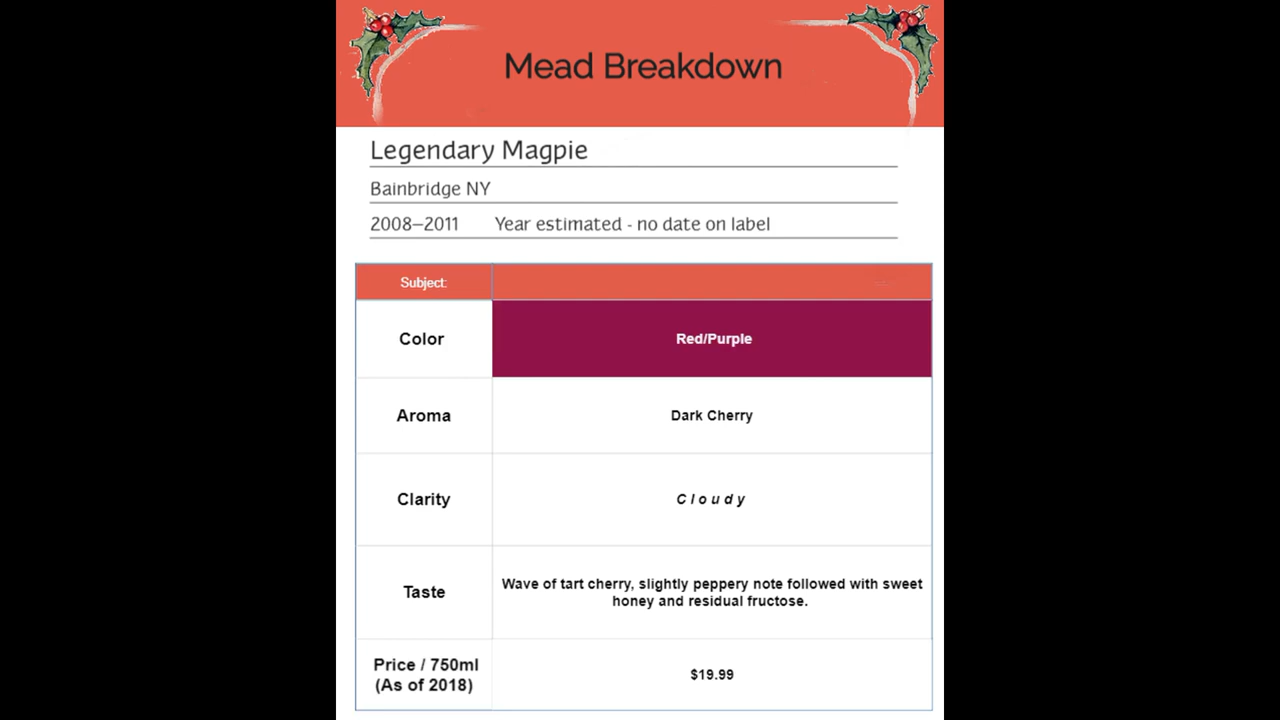 Mead Breakdown
Legendary Magpie
Bainbridge NY
2008–2011 Year estimated - no date on label
Subject:
Color
Red/Purple
Aroma
Dark Cherry
Clarity
Cloudy
Taste
Wave of tart cherry, slightly peppery note followed with sweet
honey and residual fructose.
Price / 750ml
(As of 2018)
$19.99